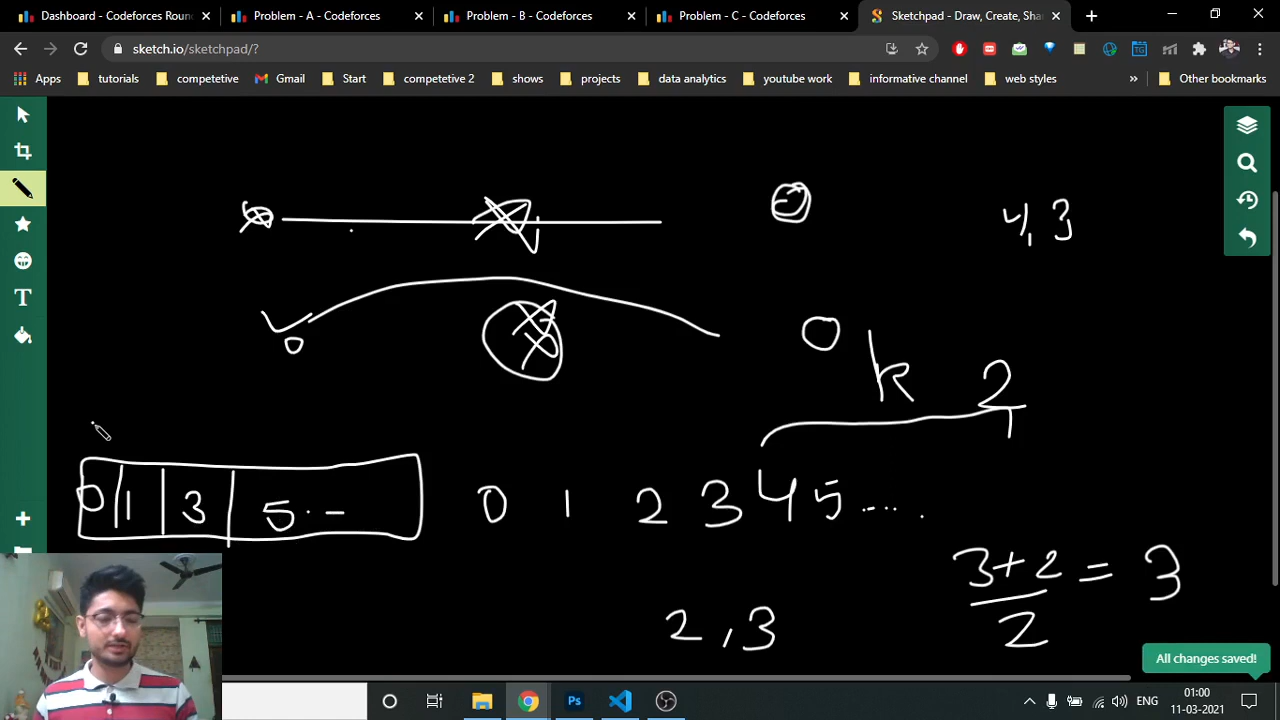 Dashboard - Codeforces Roun
Problem - A - Codeforces
Problem - B - Codeforces
Problem - C - Codeforces
Sketchpad - Draw, Create, Sha
sketch.io/sketchpad/?
Apps
tutorials
competetive
Gmail
Start
competetive 2
shows
projects
data analytics
youtube work
informative channel
web styles
»
Other bookmarks
4,3
0
0
k 2
0 1 3 5 . -
0 1 2 3 4 5 .....
3+2 = 3
2
2 , 3
All changes saved!
ENG
01:00
11-03-2021